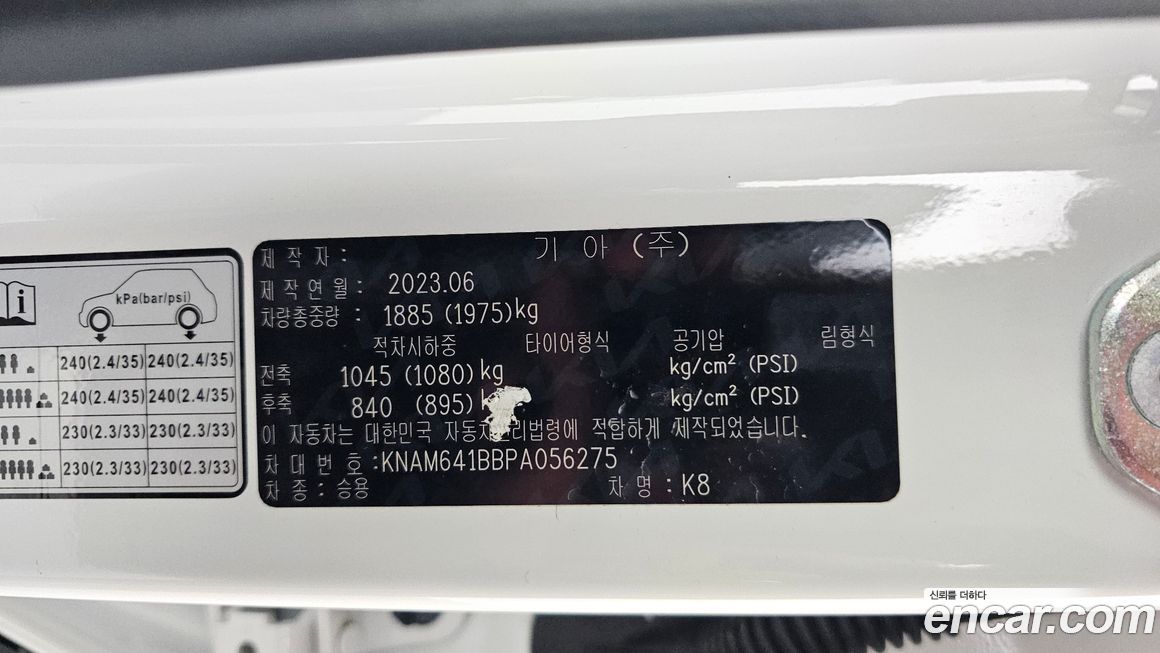 kPa(bar/psi)
240(2.4/35) 240(2.4/35)
240(2.4/35) 240(2.4/35)
230(2.3/33) 230(2.3/33)
230(2.3/33) 230(2.3/33)
제 작 자 : 기 아 (주)
제 작 연 월 : 2023.06
차량총중량 : 1885 (1975)kg
적차시하중 타이어형식 공기압 림형식
전축 1045 (1080) kg kg/cm² (PSI)
후축 840 (895) kg/cm² (PSI)
이 자동차는 대한민국 자동차관리법령에 적합하게 제작되었습니다.
차 대 번 호 :KNAM641BBPA056275
차 종 : 승용 차 명 : K8
신뢰를 더하다
encar.com